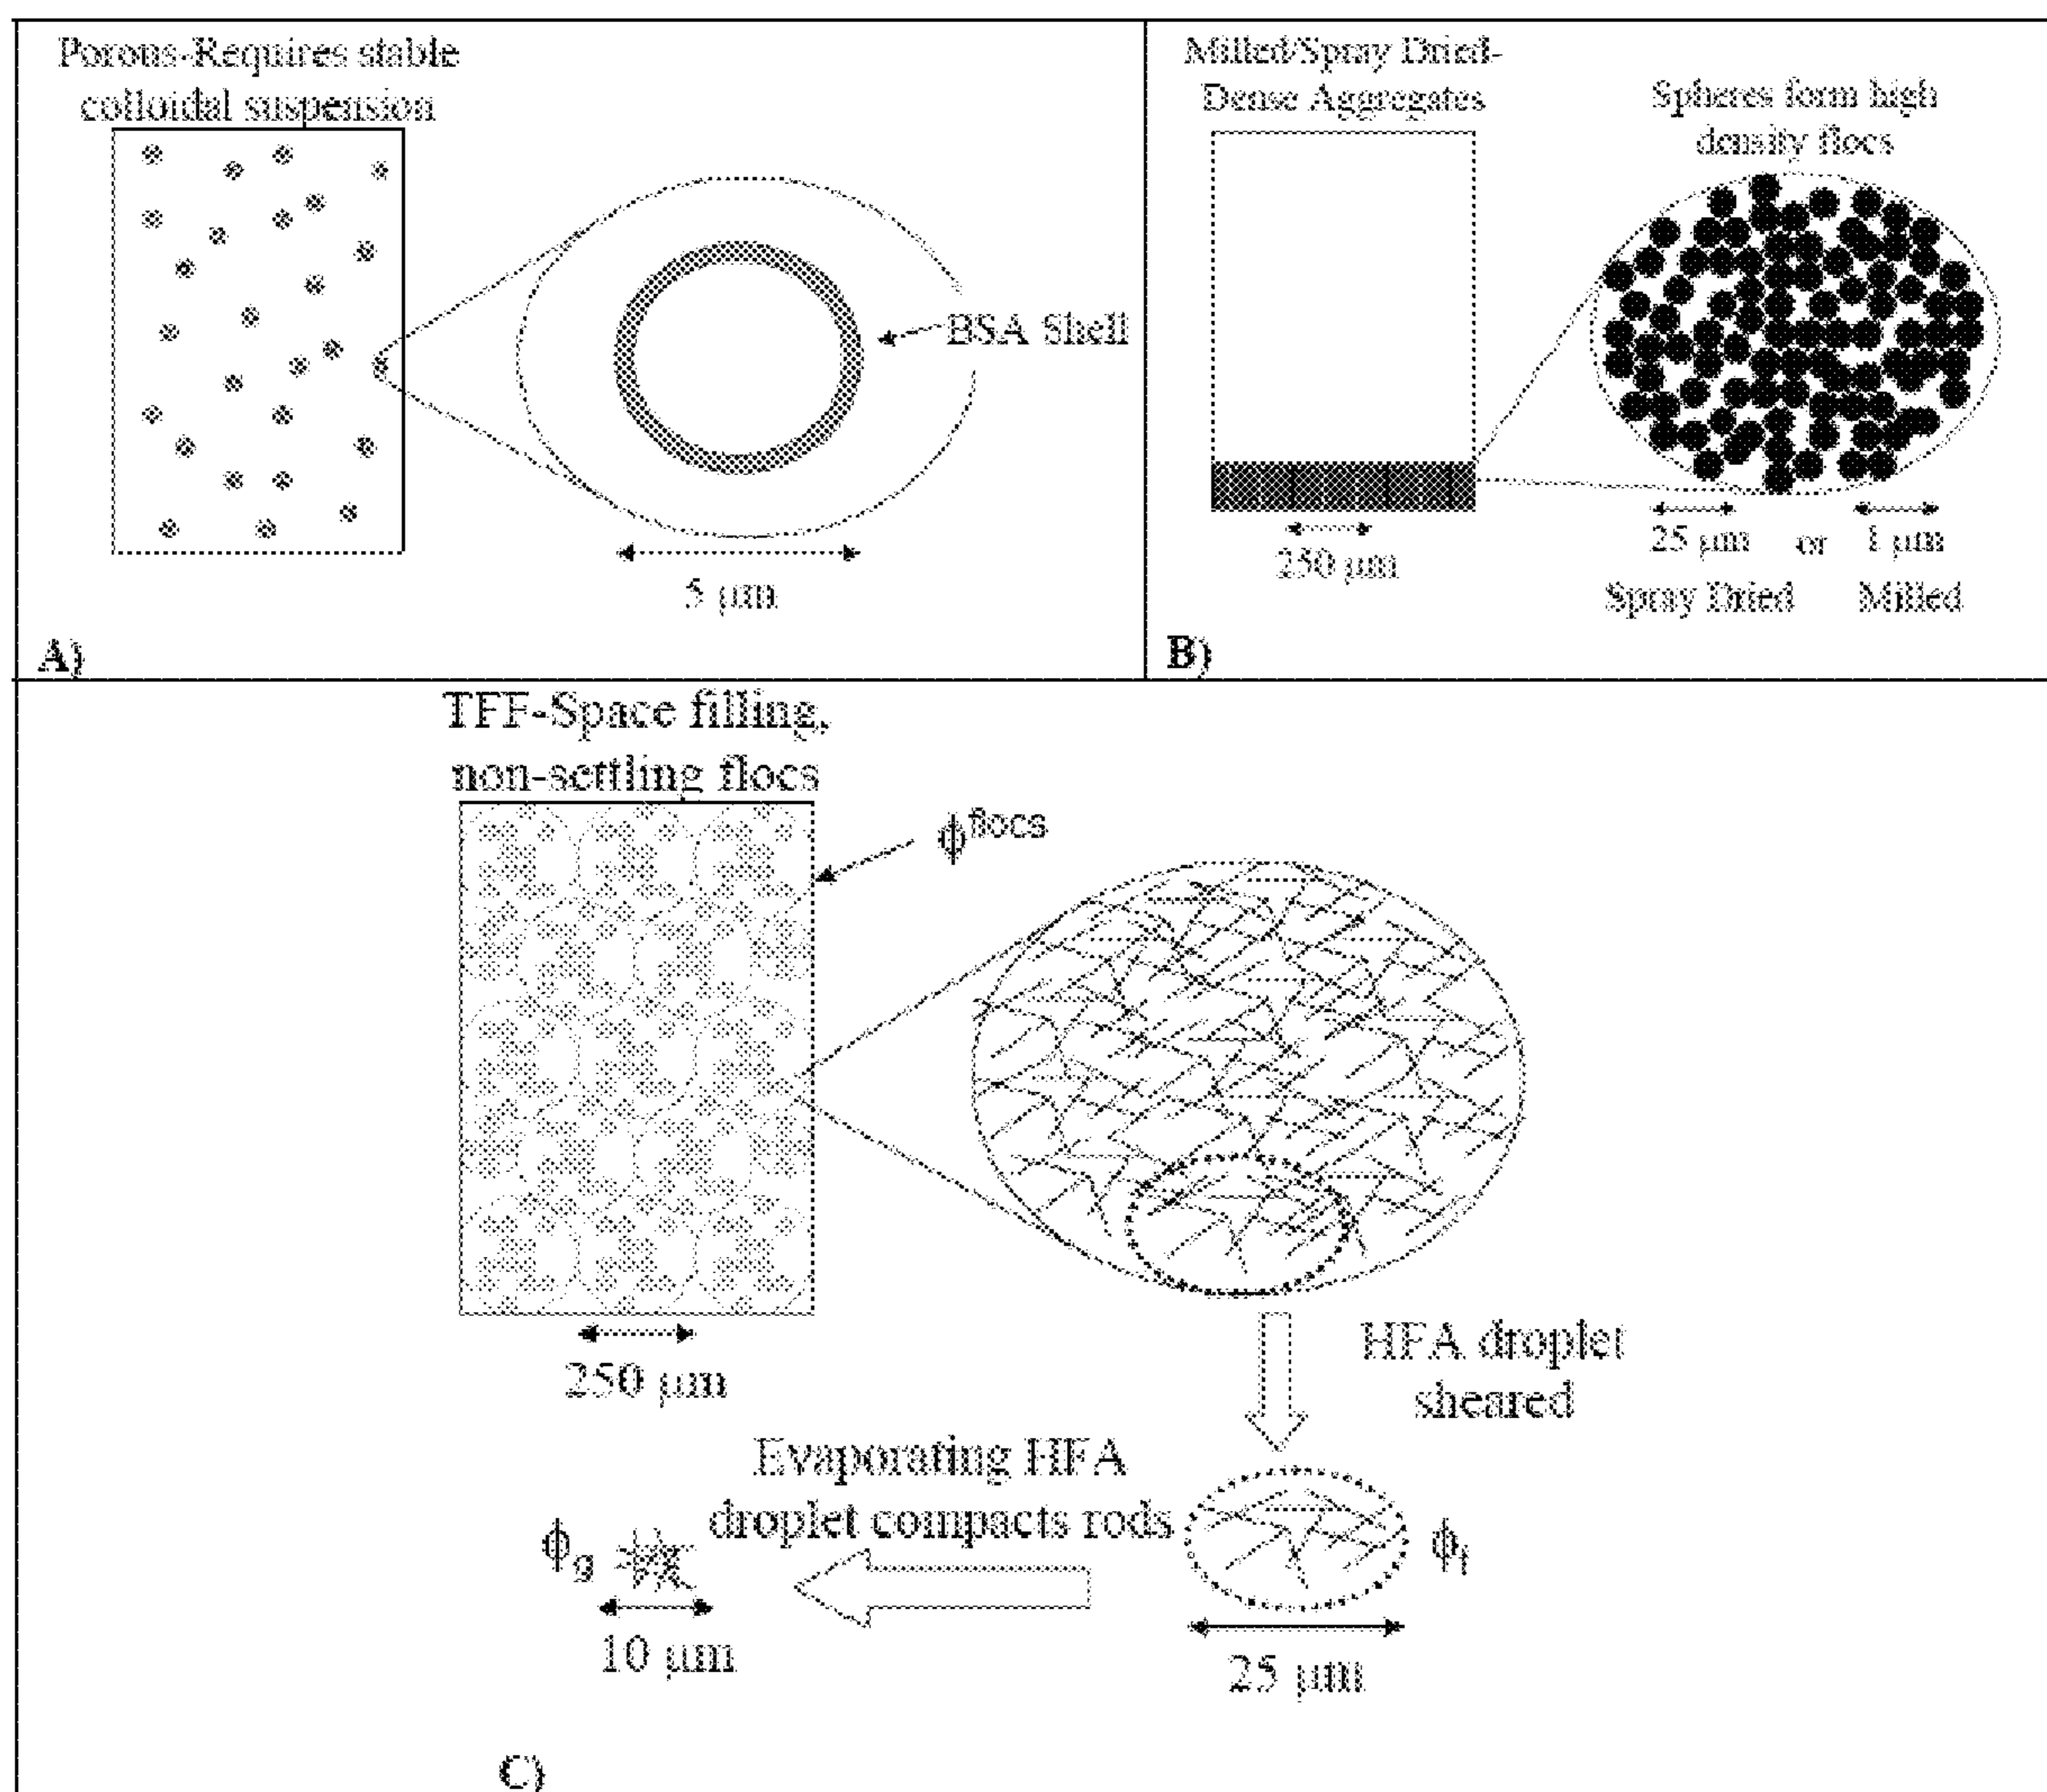 Porous-Requires stable
colloidal suspension
BSA Shell
5 μm
A)
Milled/Spray Dried-
Dense Aggregates
Spheres form high
density flocs
250 μm
25 μm or 1 μm
Spray Dried Milled
B)
TFF-Space filling,
non-settling flocs
ϕflocs
250 μm
HFA droplet
sheared
Evaporating HFA
droplet compacts rods
ϕg
10 μm
ϕf
25 μm
C)